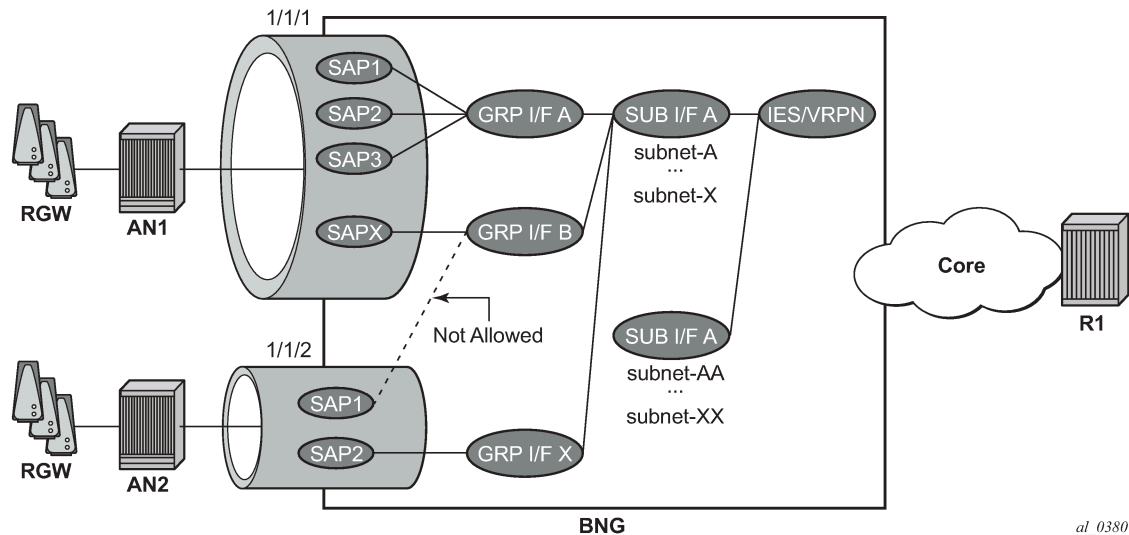 1/1/1
SAP1
SAP2
SAP3
SAPX
GRP I/F A
SUB I/F A
IES/VRPN
subnet-A
...
subnet-X
RGW
AN1
GRP I/F B
Not Allowed
Core
R1
SUB I/F A
subnet-AA
...
subnet-XX
1/1/2
SAP1
SAP2
GRP I/F X
RGW
AN2
BNG
al_0380